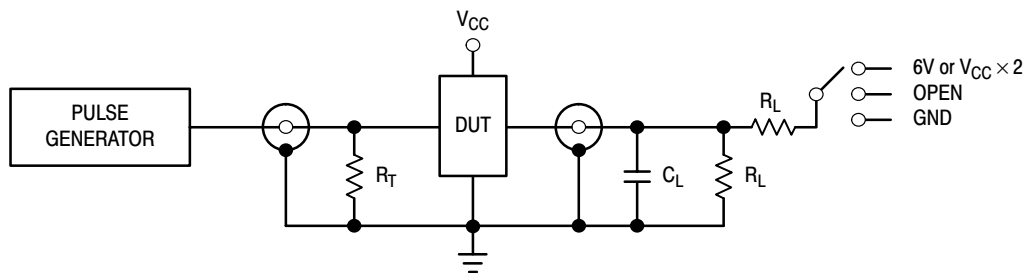 V_CC
PULSE
GENERATOR
R_T
DUT
C_L
R_L
R_L
6V or V_CC × 2
OPEN
GND